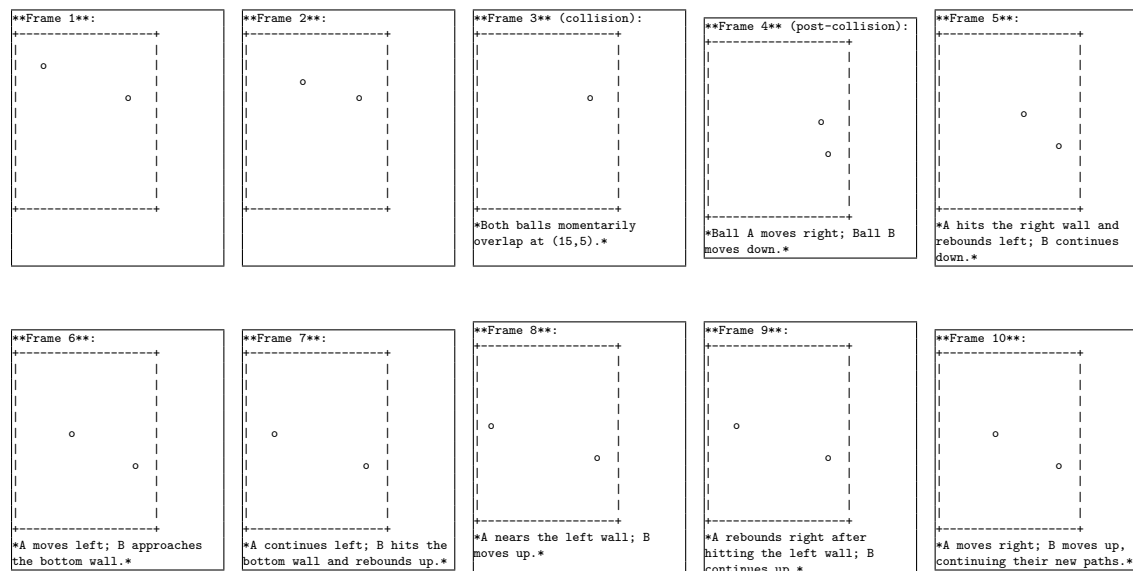 **Frame 1**:
**Frame 2**:
**Frame 3** (collision):
*Both balls momentarily
overlap at (15,5).*
**Frame 4** (post-collision):
*Ball A moves right; Ball B
moves down.*
**Frame 5**:
*A hits the right wall and
rebounds left; B continues
down.*
**Frame 6**:
*A moves left; B approaches
the bottom wall.*
**Frame 7**:
*A continues left; B hits the
bottom wall and rebounds up.*
**Frame 8**:
*A nears the left wall; B
moves up.*
**Frame 9**:
*A rebounds right after
hitting the left wall; B
continues up.*
**Frame 10**:
*A moves right; B moves up,
continuing their new paths.*